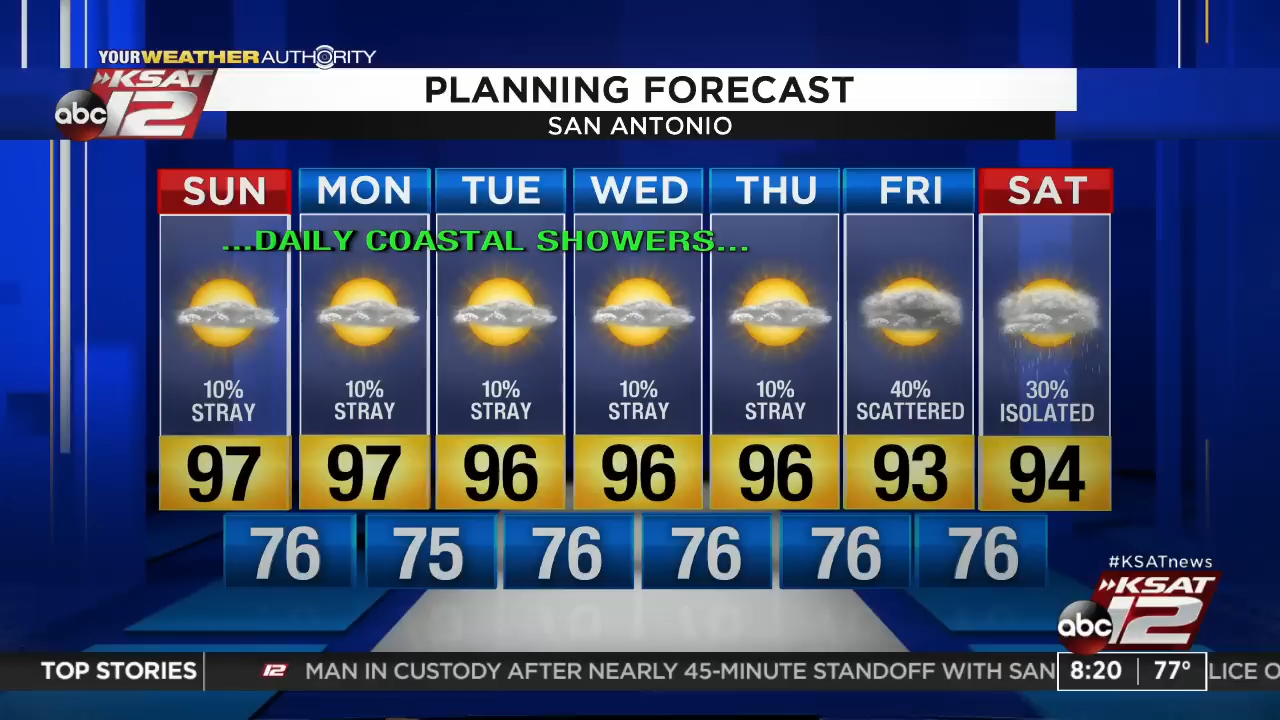 YOURWEATHERAUTHORITY
KSAT
abc 12
PLANNING FORECAST
SAN ANTONIO
SUN MON TUE WED THU FRI SAT
...DAILY COASTAL SHOWERS...
10% 10% 10% 10% 10% 40% 30%
STRAY STRAY STRAY STRAY STRAY SCATTERED ISOLATED
97 97 96 96 96 93 94
76 75 76 76 76 76
#KSATnews
KSAT
abc 12
TOP STORIES 12 MAN IN CUSTODY AFTER NEARLY 45-MINUTE STANDOFF WITH SAN 8:20 77° LICE O